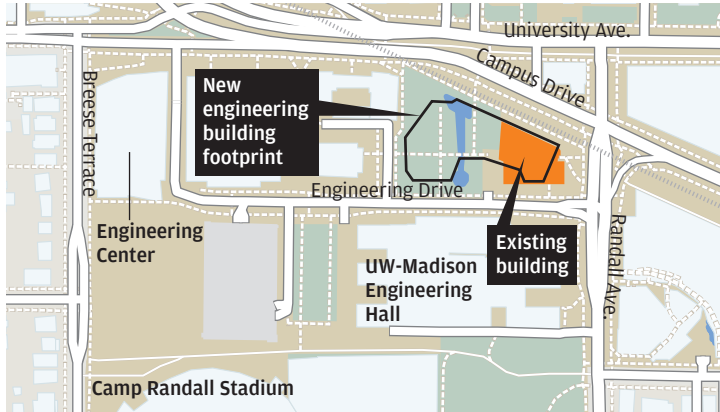 University Ave.
Campus Drive
New
engineering
building
footprint
Breese Terrace
Engineering Drive
Engineering
Center
Existing
building
Randall Ave.
UW-Madison
Engineering
Hall
Camp Randall Stadium